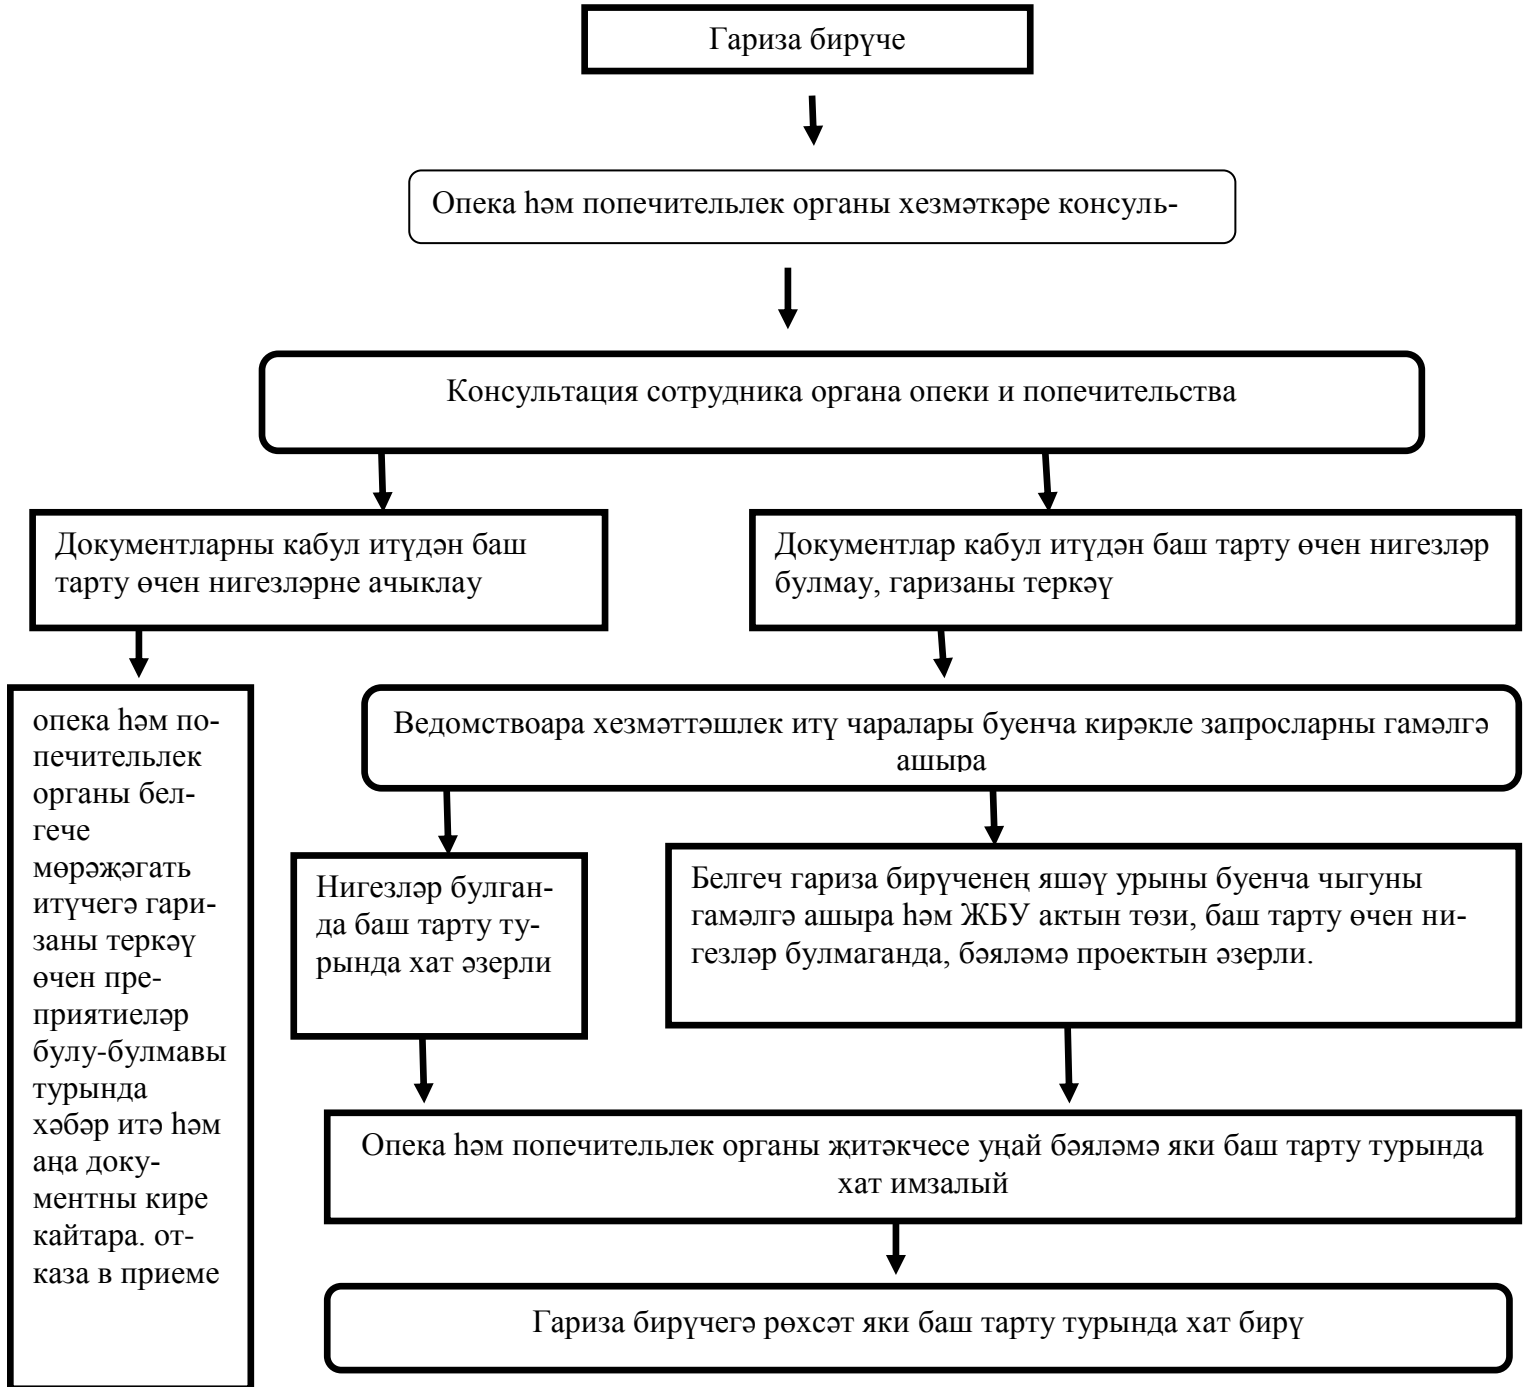 Гариза бирүче
Опека һәм попечительлек органы хезмәткәре консуль-
Консультация сотрудника органа опеки и попечительства
Документларны кабул итүдән баш
тарту өчен нигезләрне ачыклау
Документлар кабул итүдән баш тарту өчен нигезләр
булмау, гаризаны теркәү
опека һәм по-
печительлек
органы бел-
гече
мөрәҗәгать
итүчегә гари-
заны теркәү
өчен пре-
приятиеләр
булу-булмавы
турында
хәбәр итә һәм
аңа доку-
ментны кире
кайтара. от-
каза в приеме
Ведомствоара хезмәттәшлек итү чаралары буенча кирәкле запросларны гамәлгә
ашыра
Нигезләр булган-
да баш тарту ту-
рында хат әзерли
Белгеч гариза бирүченең яшәү урыны буенча чыгуны
гамәлгә ашыра һәм ЖБУ актын төзи, баш тарту өчен ни-
гезләр булмаганда, бәяләмә проектын әзерли.
Опека һәм попечительлек органы җитәкчесе уңай бәяләмә яки баш тарту турында
хат имзалый
Гариза бирүчегә рөхсәт яки баш тарту турында хат бирү